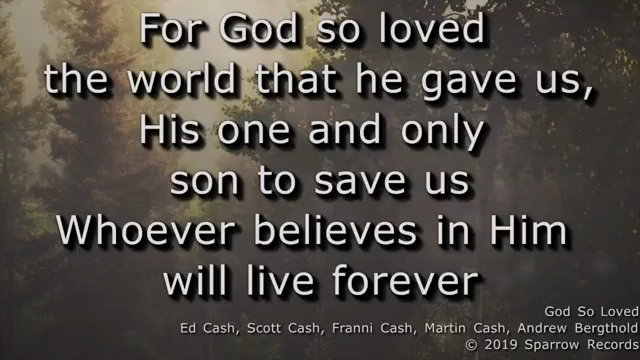 For God so loved
the world that he gave us,
His one and only
son to save us
Whoever believes in Him
will live forever
God So Loved
Ed Cash, Scott Cash, Franni Cash, Martin Cash, Andrew Bergthold
© 2019 Sparrow Records